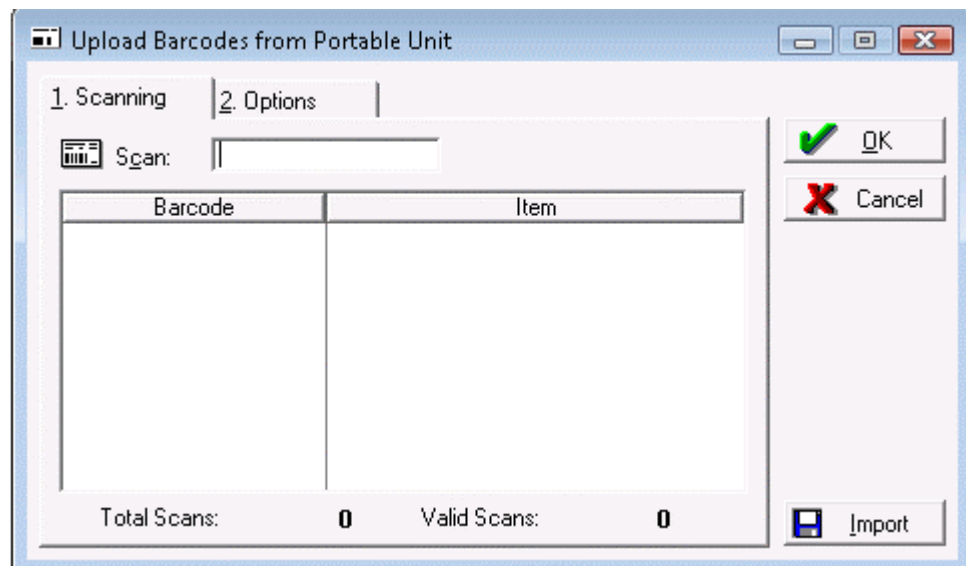 Upload Barcodes from Portable Unit
1. Scanning 2. Options
Scan:
OK
Cancel
Barcode Item
Total Scans: 0 Valid Scans: 0
Import